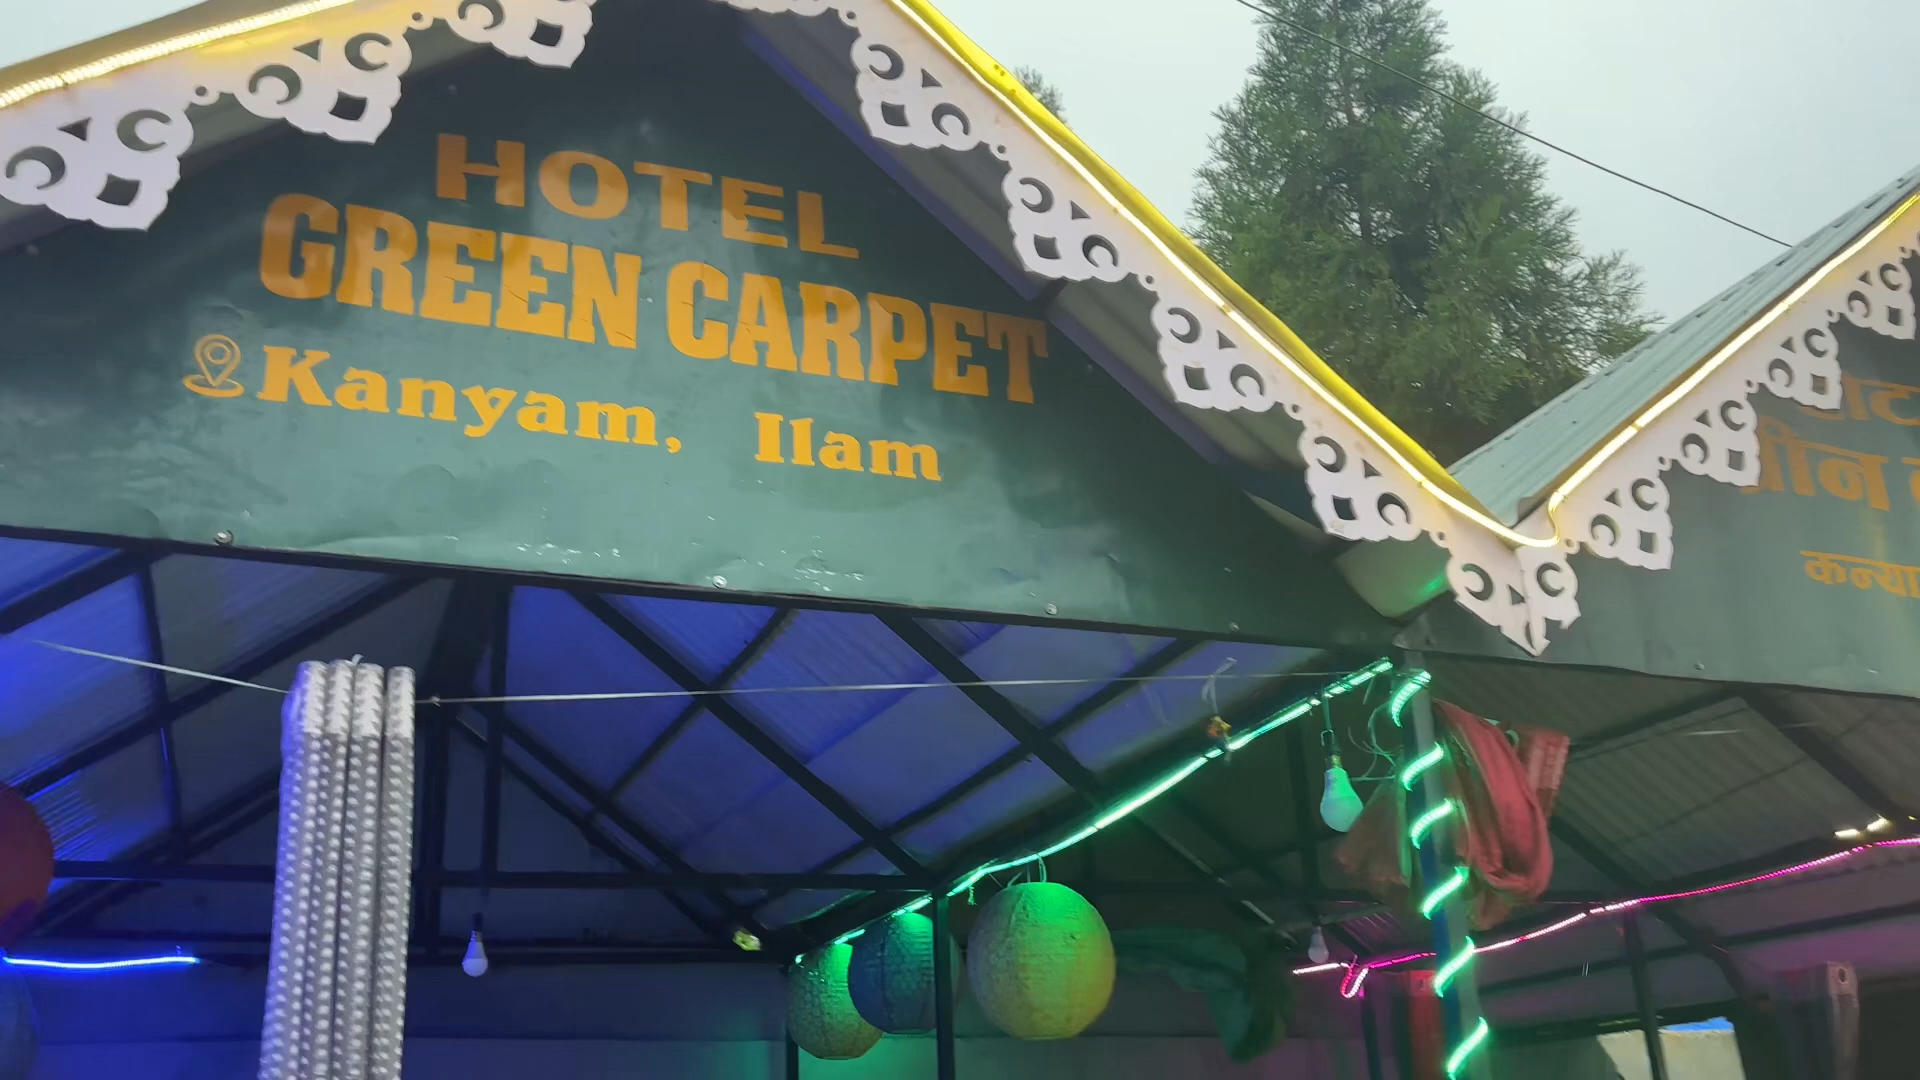 HOTEL
GREEN CARPET
Kanyam, Ilam
ग्रीन